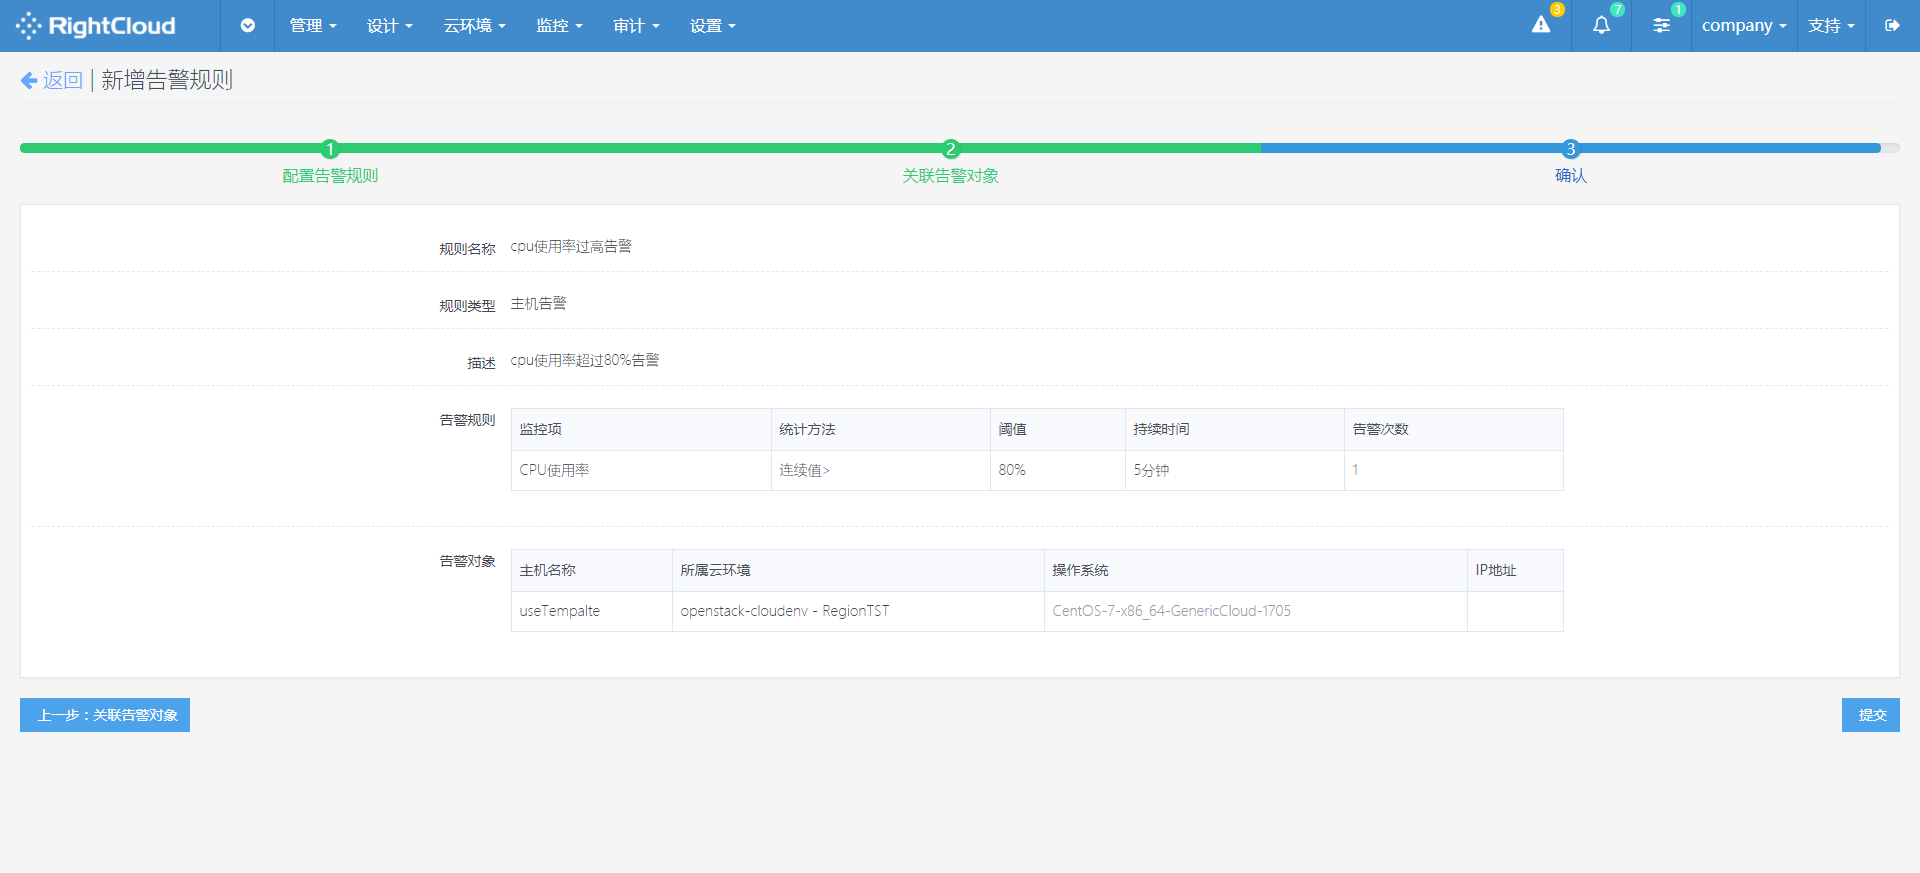 RightCloud 管理 设计 云环境 监控 审计 设置 3 7 1 company 支持
返回 | 新增告警规则
1 2 3
配置告警规则 关联告警对象 确认
规则名称 cpu使用率过高告警
规则类型 主机告警
描述 cpu使用率超过80%告警
告警规则 监控项 统计方法 阈值 持续时间 告警次数
CPU使用率 连续值> 80% 5分钟 1
告警对象 主机名称 所属云环境 操作系统 IP地址
useTempalte openstack-cloudenv - RegionTST CentOS-7-x86_64-GenericCloud-1705
上一步：关联告警对象 提交